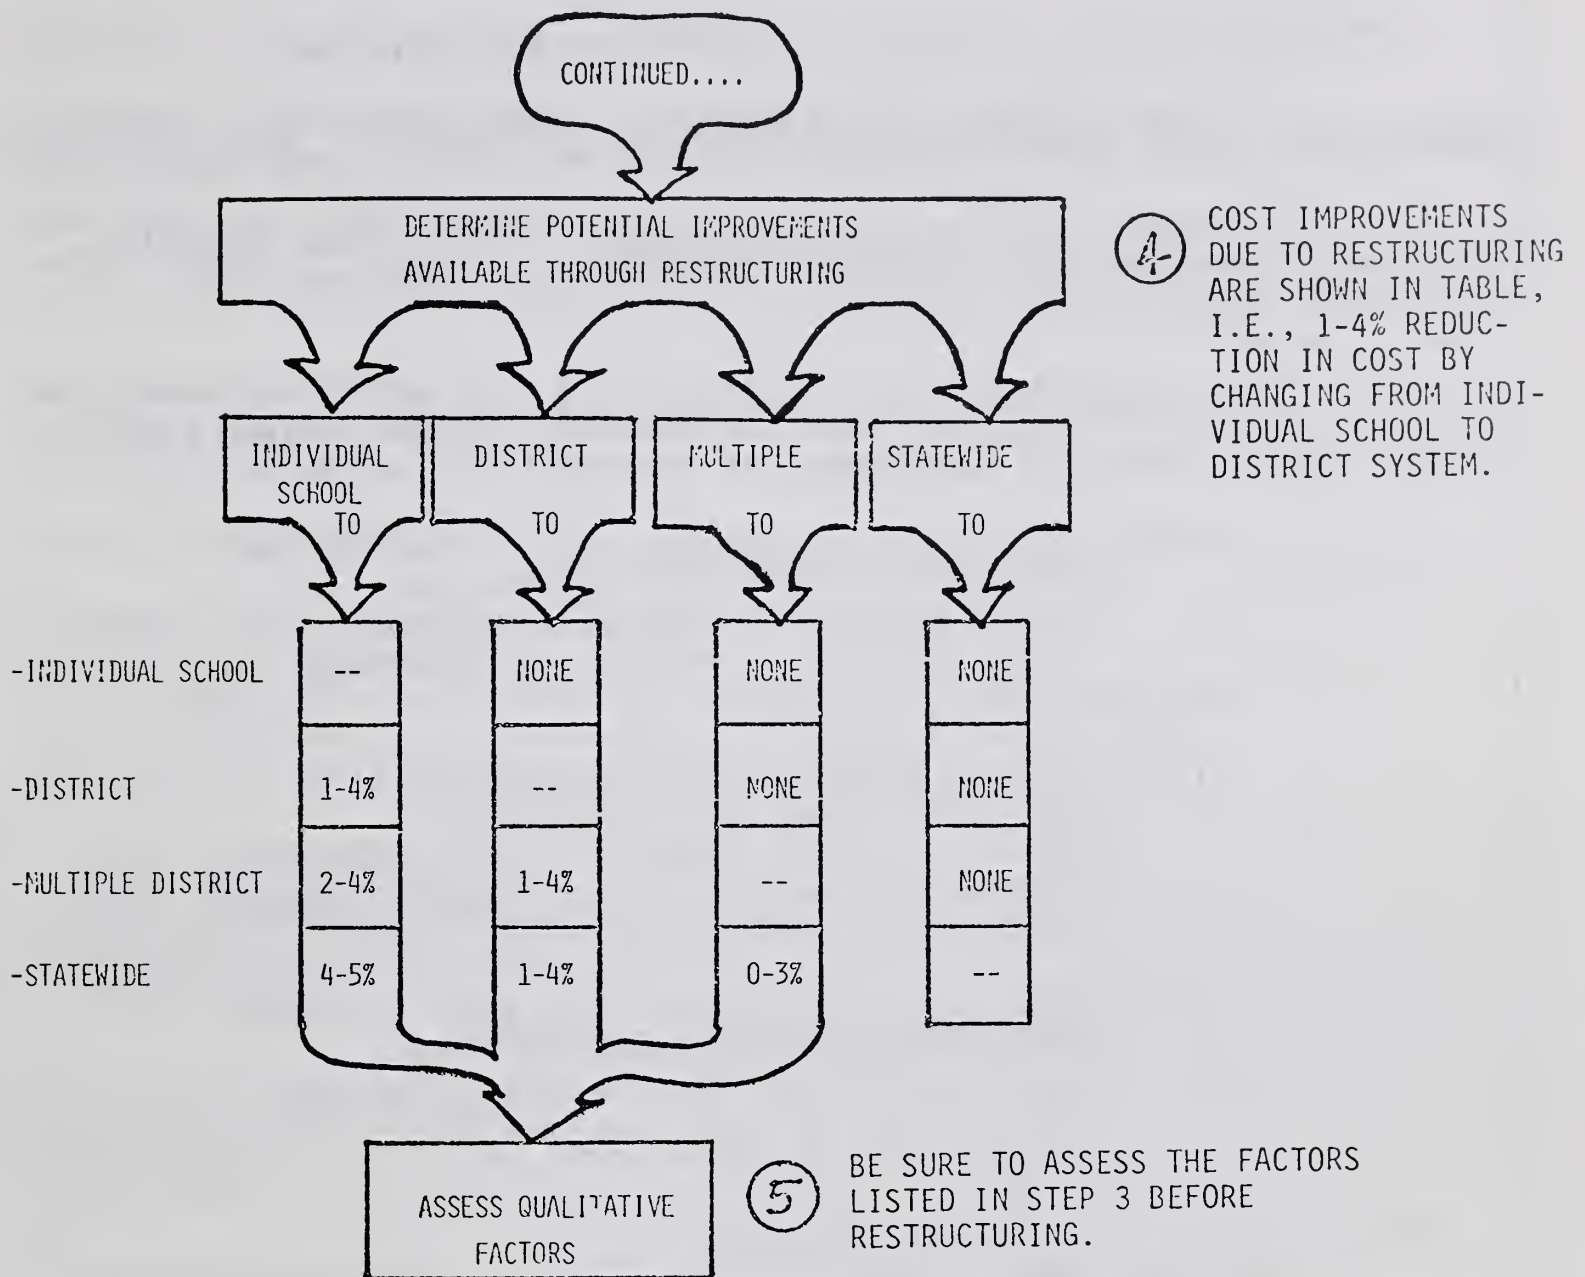 CONTINUED....
DETERMINE POTENTIAL IMPROVEMENTS
AVAILABLE THROUGH RESTRUCTURING
4
COST IMPROVEMENTS
DUE TO RESTRUCTURING
ARE SHOWN IN TABLE,
I.E., 1-4% REDUC-
TION IN COST BY
CHANGING FROM INDI-
VIDUAL SCHOOL TO
DISTRICT SYSTEM.
INDIVIDUAL
SCHOOL
TO
DISTRICT
TO
MULTIPLE
TO
STATEWIDE
TO
-INDIVIDUAL SCHOOL -- NONE NONE NONE
-DISTRICT 1-4% -- NONE NONE
-MULTIPLE DISTRICT 2-4% 1-4% -- NONE
-STATEWIDE 4-5% 1-4% 0-3% --
ASSESS QUALITATIVE
FACTORS
5
BE SURE TO ASSESS THE FACTORS
LISTED IN STEP 3 BEFORE
RESTRUCTURING.